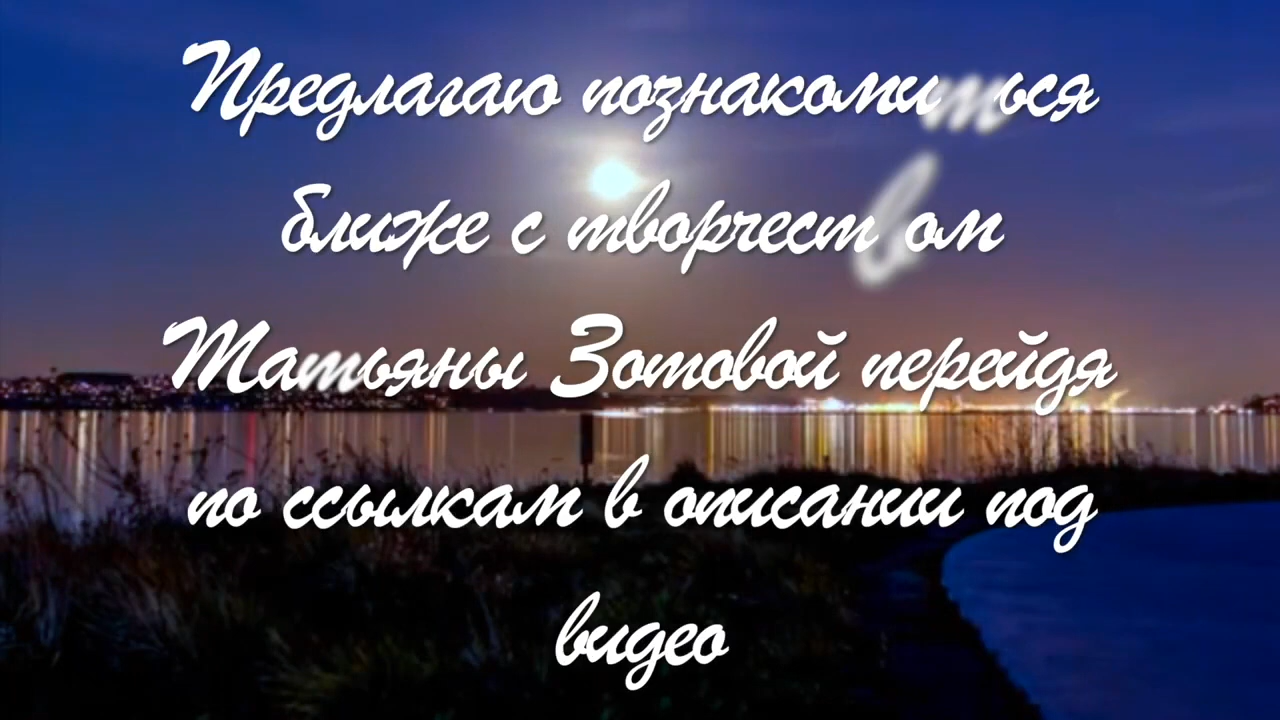 Предлагаю познакомиться
ближе с творчеством
Татьяны Зотовой перейдя
по ссылкам в описании под
видео